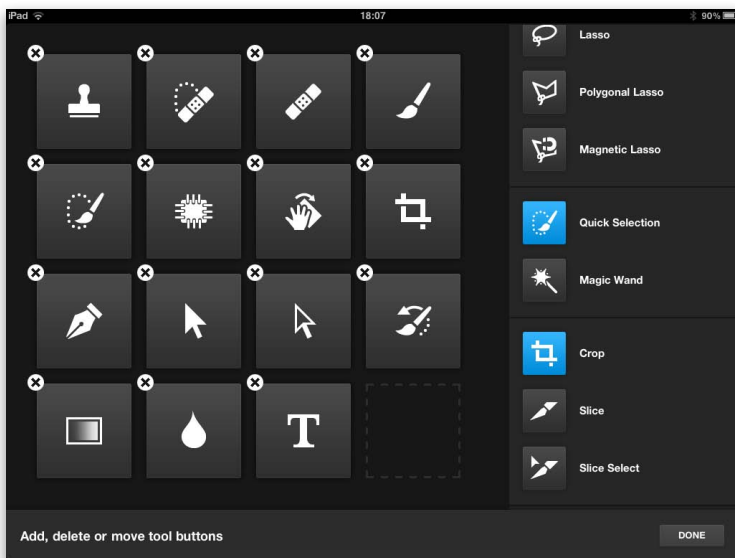 iPad 18:07 90%
Lasso
Polygonal Lasso
Magnetic Lasso
Quick Selection
Magic Wand
Crop
Slice
Slice Select
T
Add, delete or move tool buttons DONE